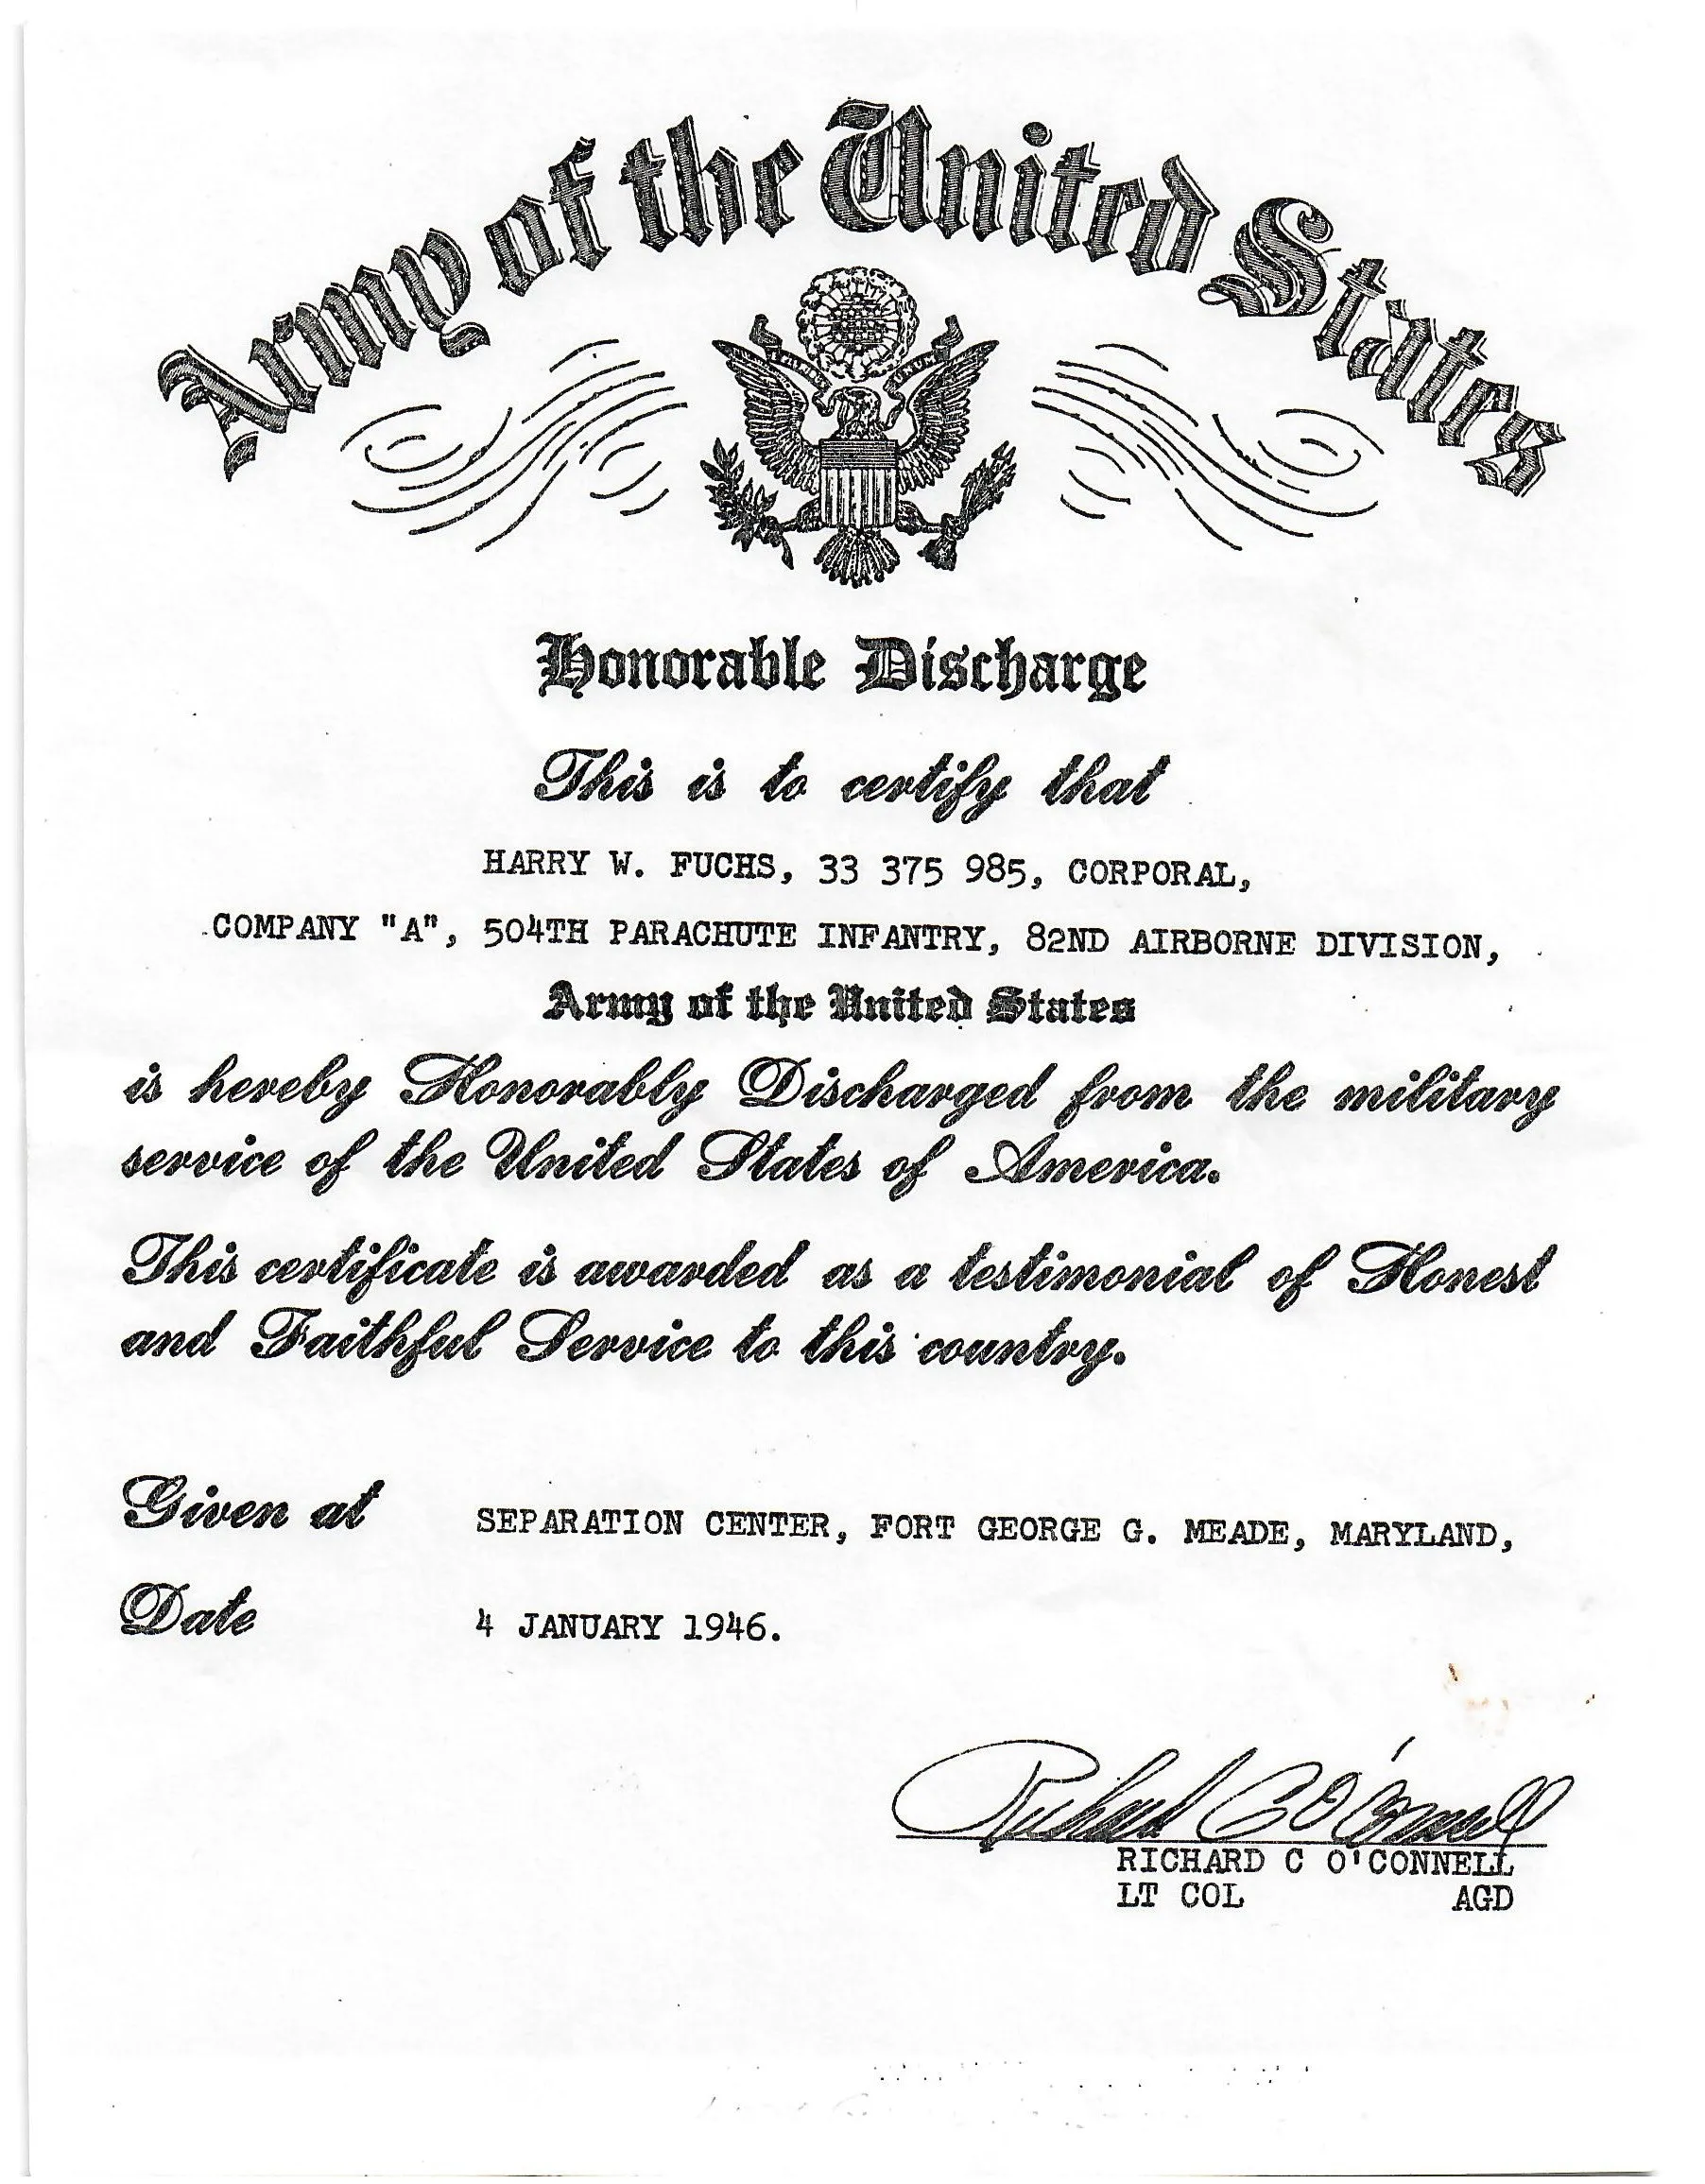 Army of the United States
Honorable Discharge
This is to certify that
HARRY W. FUCHS, 33 375 985, CORPORAL,
COMPANY "A", 504TH PARACHUTE INFANTRY, 82ND AIRBORNE DIVISION,
Army of the United States
is hereby Honorably Discharged from the military
service of the United States of America.
This certificate is awarded as a testimonial of Honest
and Faithful Service to this country.
Given at SEPARATION CENTER, FORT GEORGE G. MEADE, MARYLAND,
Date 4 JANUARY 1946.
Richard C O'Connell
RICHARD C O'CONNELL
LT COL AGD